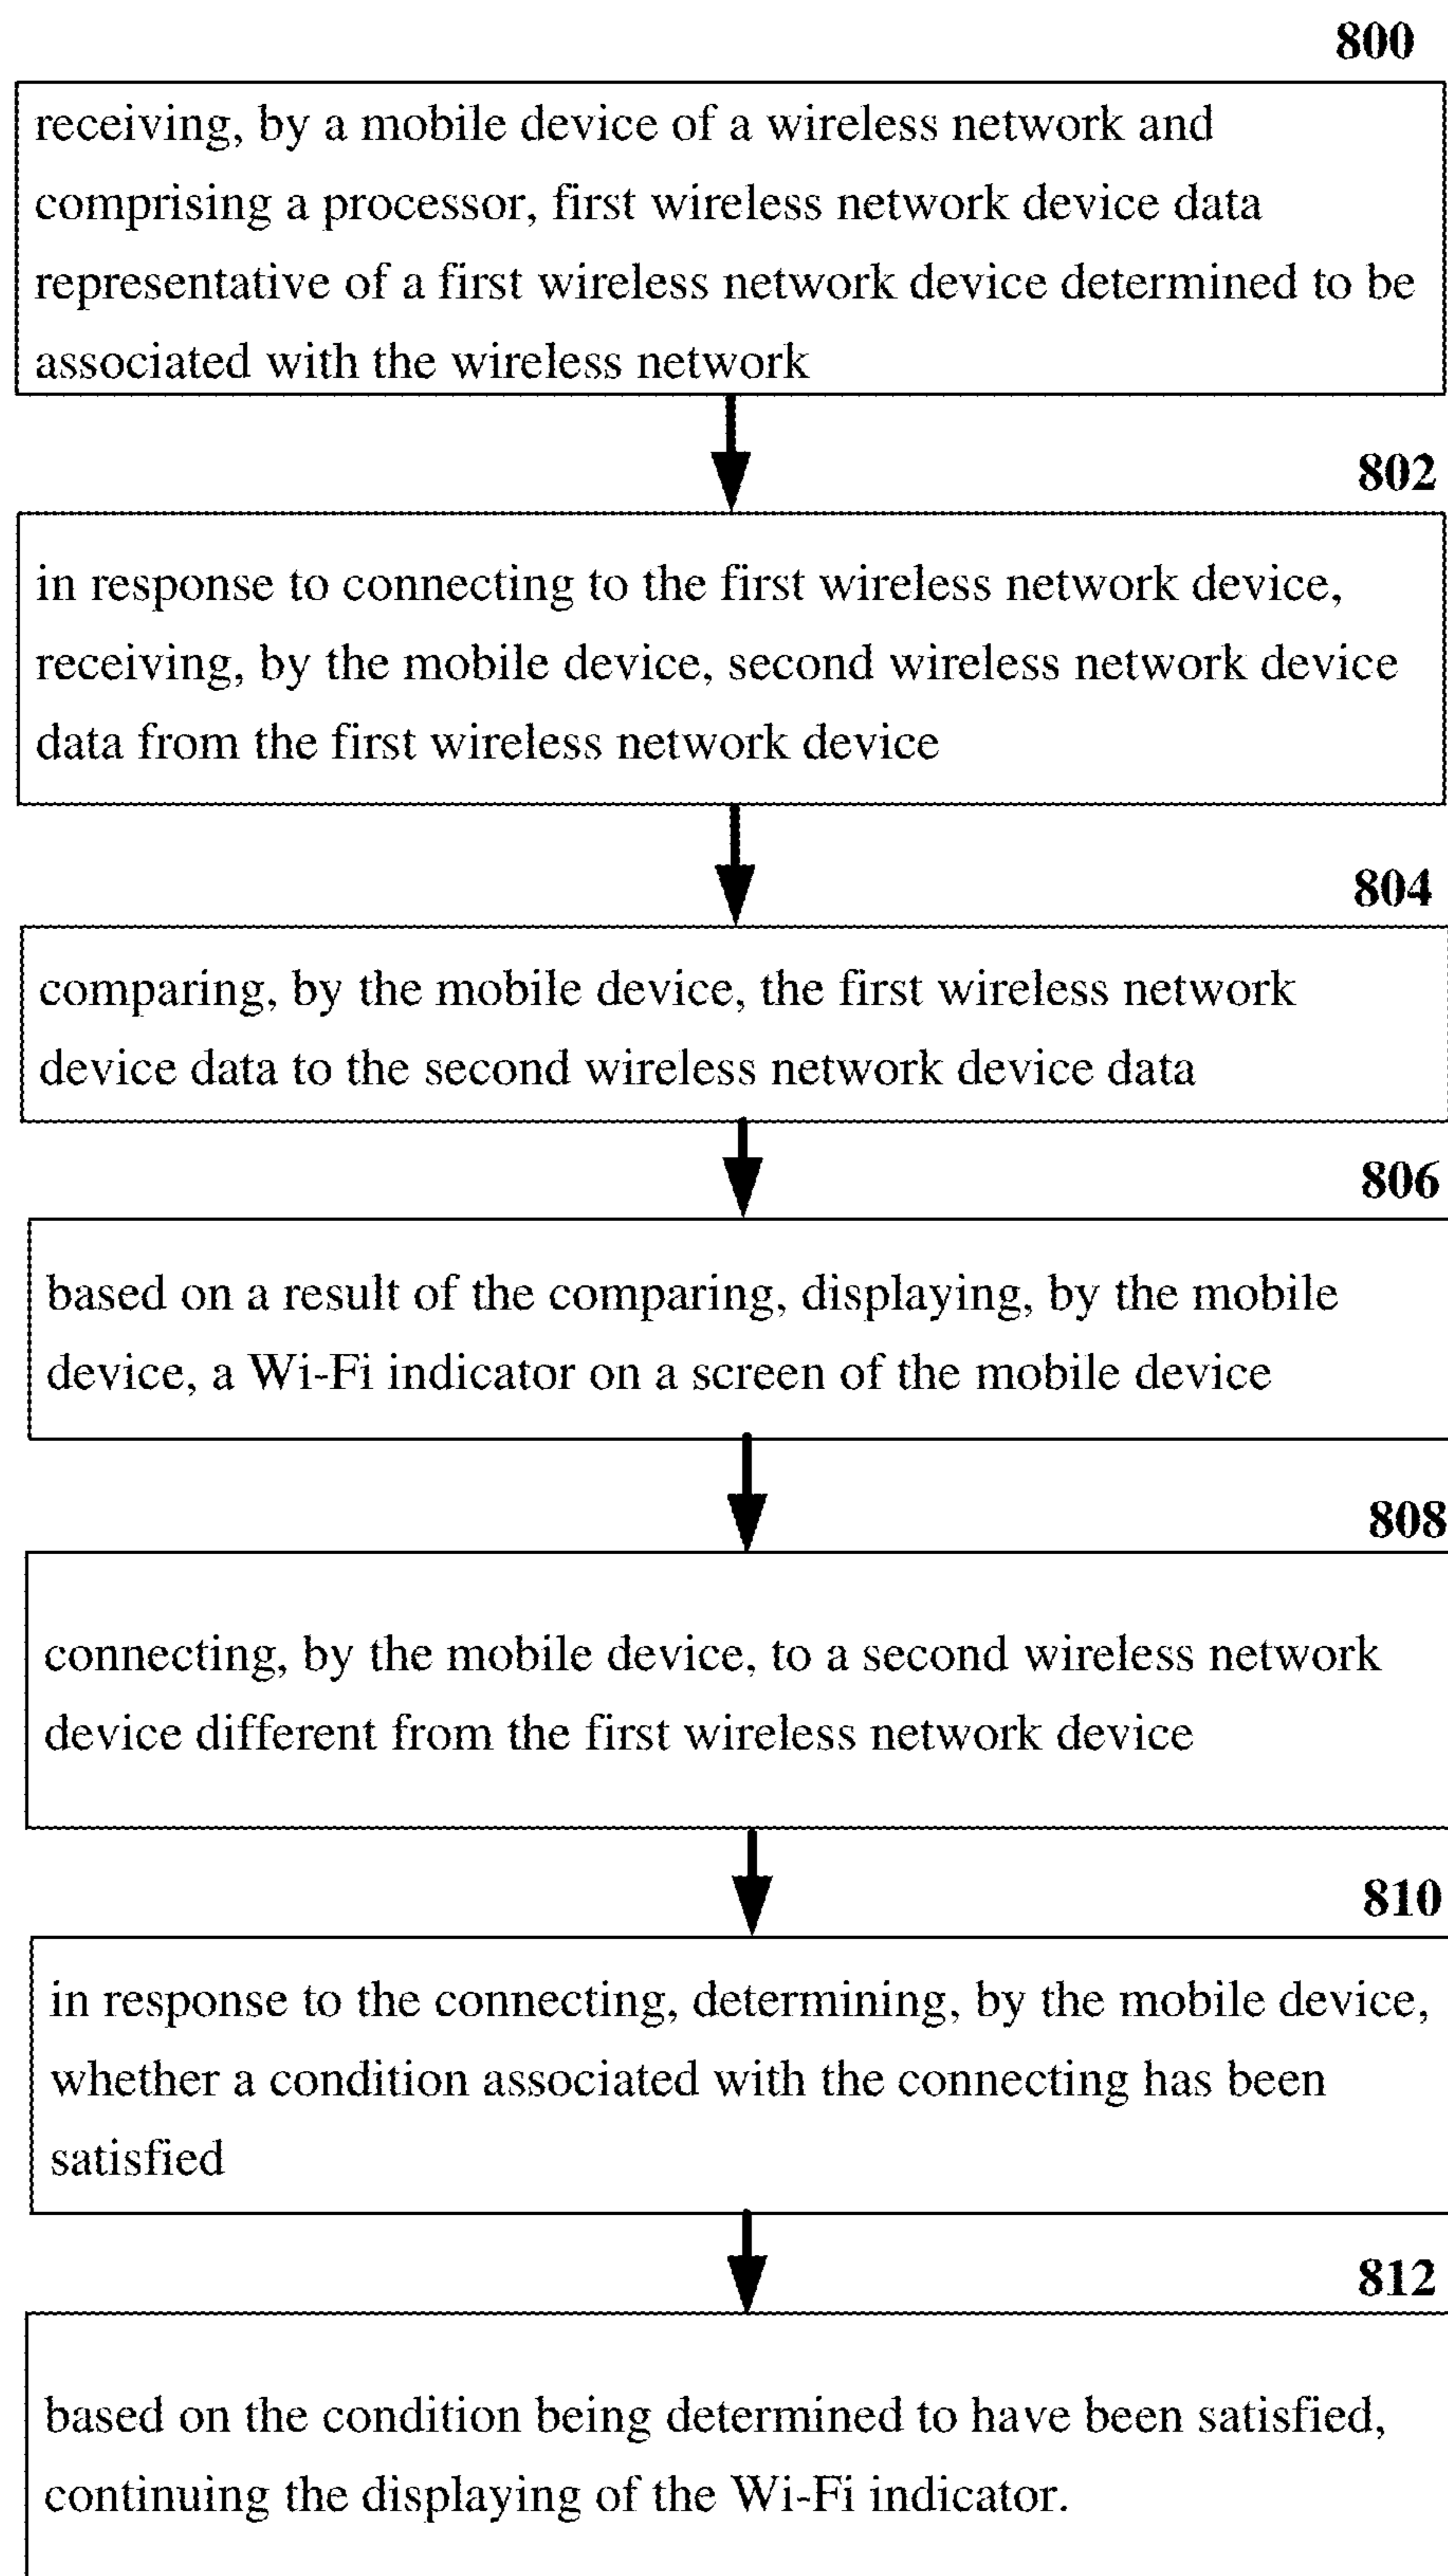 800
receiving, by a mobile device of a wireless network and
comprising a processor, first wireless network device data
representative of a first wireless network device determined to be
associated with the wireless network
802
in response to connecting to the first wireless network device,
receiving, by the mobile device, second wireless network device
data from the first wireless network device
804
comparing, by the mobile device, the first wireless network
device data to the second wireless network device data
806
based on a result of the comparing, displaying, by the mobile
device, a Wi-Fi indicator on a screen of the mobile device
808
connecting, by the mobile device, to a second wireless network
device different from the first wireless network device
810
in response to the connecting, determining, by the mobile device,
whether a condition associated with the connecting has been
satisfied
812
based on the condition being determined to have been satisfied,
continuing the displaying of the Wi-Fi indicator.